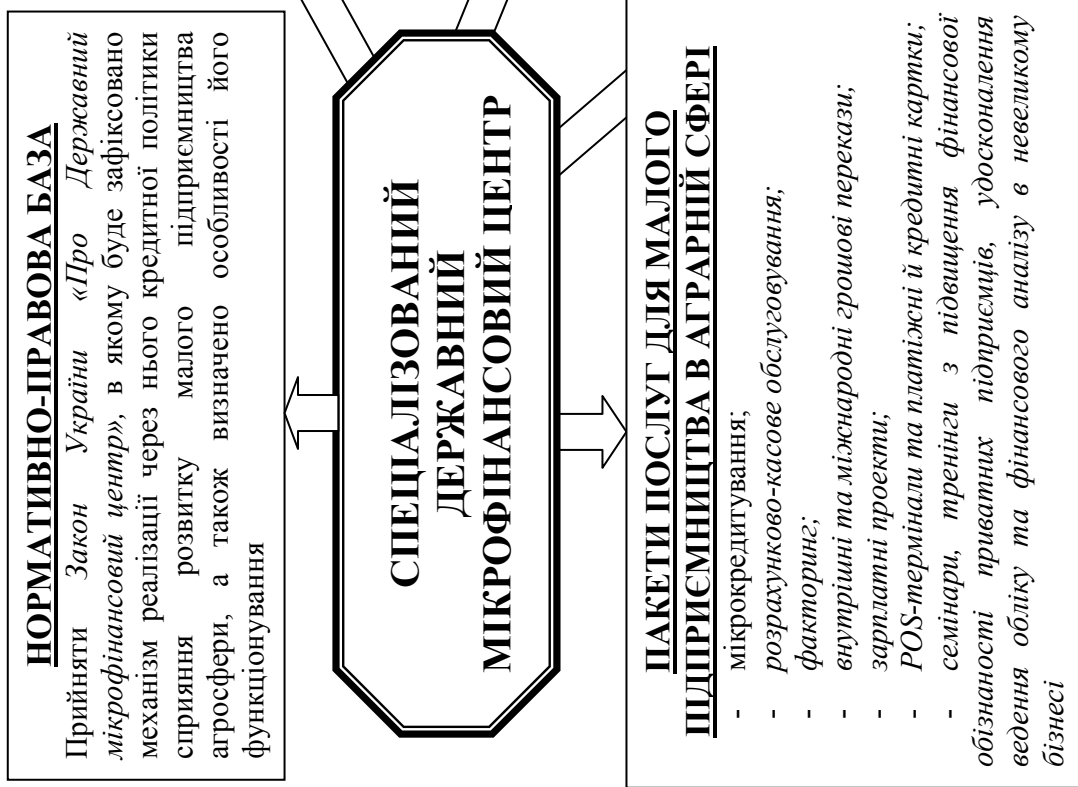 НОРМАТИВНО-ПРАВОВА БАЗА
Прийняти Закон України «Про Державний
мікрофінансовий центр», в якому буде зафіксовано
механізм реалізації через нього кредитної політики
сприяння розвитку малого підприємництва
агросфери, а також визначено особливості його
функціонування
СПЕЦІАЛІЗОВАНИЙ
ДЕРЖАВНИЙ
МІКРОФІНАНСОВИЙ ЦЕНТР
ПАКЕТИ ПОСЛУГ ДЛЯ МАЛОГО
ПІДПРИЄМНИЦТВА В АГРАРНІЙ СФЕРІ
- мікрокредитування;
- розрахунково-касове обслуговування;
- факторинг;
- внутрішні та міжнародні грошові перекази;
- зарплатні проекти;
- POS-термінали та платіжні й кредитні картки;
- семінари, тренінги з підвищення фінансової
обізнаності приватних підприємців, удосконалення
ведення обліку та фінансового аналізу в невеликому
бізнесі